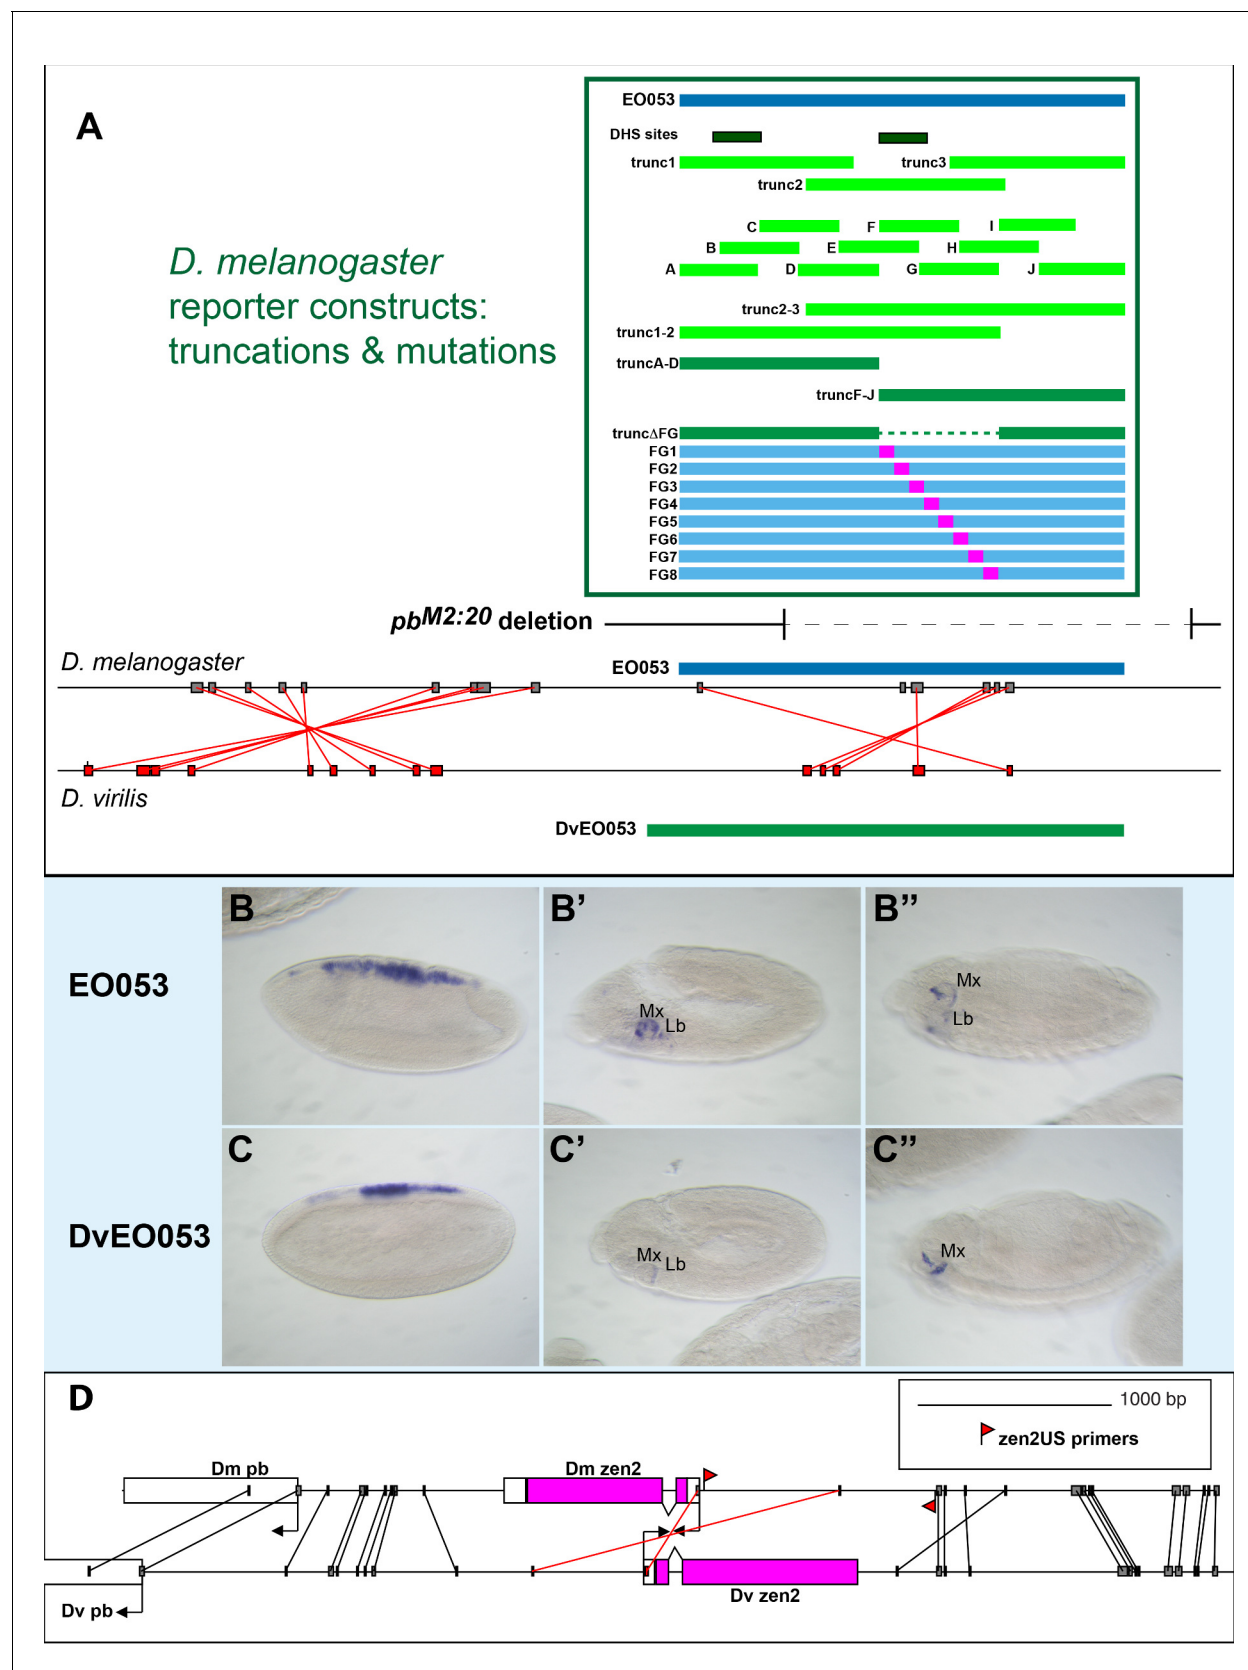 A
D. melanogaster
reporter constructs:
truncations & mutations
EO053
DHS sites
trunc1
trunc3
trunc2
C
F
I
B
E
H
A
D
G
J
trunc2-3
trunc1-2
truncA-D
truncF-J
truncΔFG
FG1
FG2
FG3
FG4
FG5
FG6
FG7
FG8
pbM2:20 deletion
D. melanogaster
EO053
D. virilis
DvEO053
EO053
B
B’
Mx
Lb
B’’
Mx
Lb
DvEO053
C
C’
Mx
Lb
C’’
Mx
D
1000 bp
zen2US primers
Dm pb
Dm zen2
Dv pb
Dv zen2